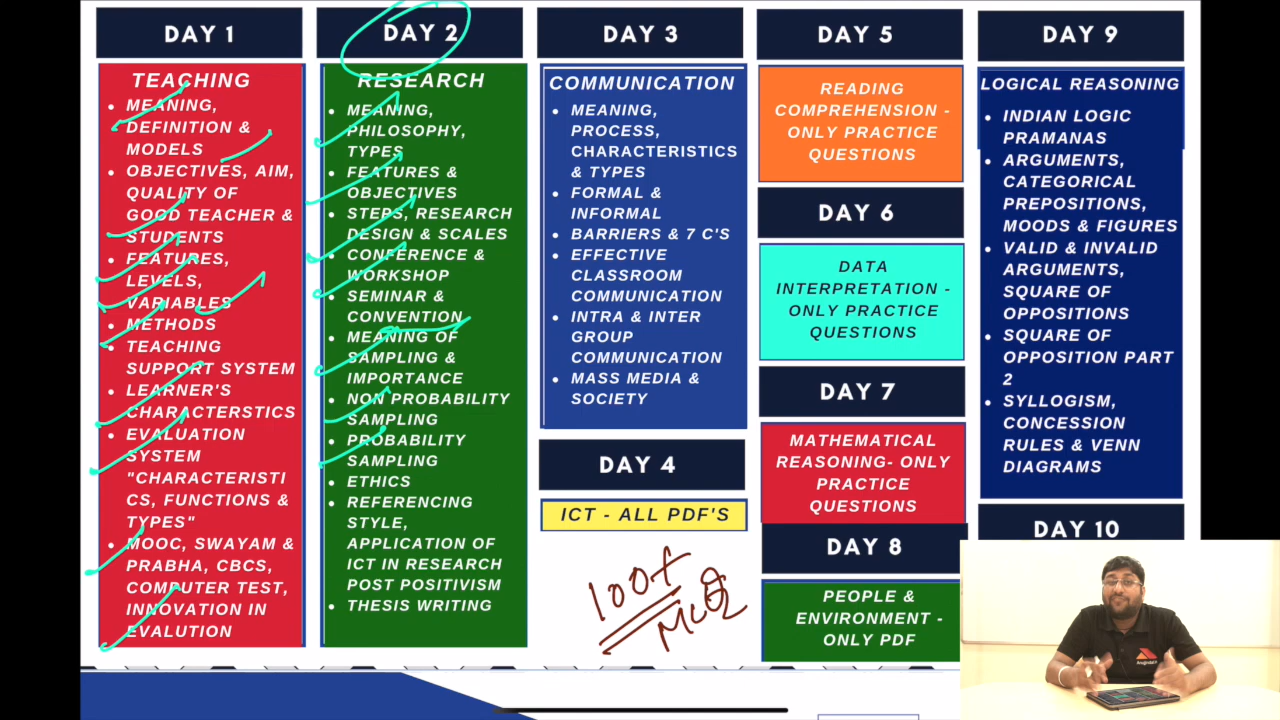 DAY 1
TEACHING
• MEANING,
DEFINITION &
MODELS
• OBJECTIVES, AIM,
QUALITY OF
GOOD TEACHER &
STUDENTS
• FEATURES,
LEVELS,
VARIABLES
• METHODS
• TEACHING
SUPPORT SYSTEM
• LEARNER'S
CHARACTERSTICS
• EVALUATION
SYSTEM
"CHARACTERISTI
CS, FUNCTIONS &
TYPES"
• MOOC, SWAYAM &
PRABHA, CBCS,
COMPUTER TEST,
INNOVATION IN
EVALUTION
DAY 2
RESEARCH
• MEANING,
PHILOSOPHY,
TYPES
• FEATURES &
OBJECTIVES
• STEPS, RESEARCH
DESIGN & SCALES
• CONFERENCE &
WORKSHOP
• SEMINAR &
CONVENTION
• MEANING OF
SAMPLING &
IMPORTANCE
• NON PROBABILITY
SAMPLING
• PROBABILITY
SAMPLING
• ETHICS
• REFERENCING
STYLE,
APPLICATION OF
ICT IN RESEARCH
POST POSITIVISM
• THESIS WRITING
DAY 3
COMMUNICATION
• MEANING,
PROCESS,
CHARACTERISTICS
& TYPES
• FORMAL &
INFORMAL
• BARRIERS & 7 C'S
• EFFECTIVE
CLASSROOM
COMMUNICATION
• INTRA & INTER
GROUP
COMMUNICATION
• MASS MEDIA &
SOCIETY
DAY 4
ICT - ALL PDF'S
100+
MCQ
DAY 5
READING
COMPREHENSION -
ONLY PRACTICE
QUESTIONS
DAY 6
DATA
INTERPRETATION -
ONLY PRACTICE
QUESTIONS
DAY 7
MATHEMATICAL
REASONING- ONLY
PRACTICE
QUESTIONS
DAY 8
PEOPLE &
ENVIRONMENT -
ONLY PDF
DAY 9
LOGICAL REASONING
• INDIAN LOGIC
PRAMANAS
• ARGUMENTS,
CATEGORICAL
PREPOSITIONS,
MOODS & FIGURES
• VALID & INVALID
ARGUMENTS,
SQUARE OF
OPPOSITIONS
• SQUARE OF
OPPOSITION PART
2
• SYLLOGISM,
CONCESSION
RULES & VENN
DIAGRAMS
DAY 10